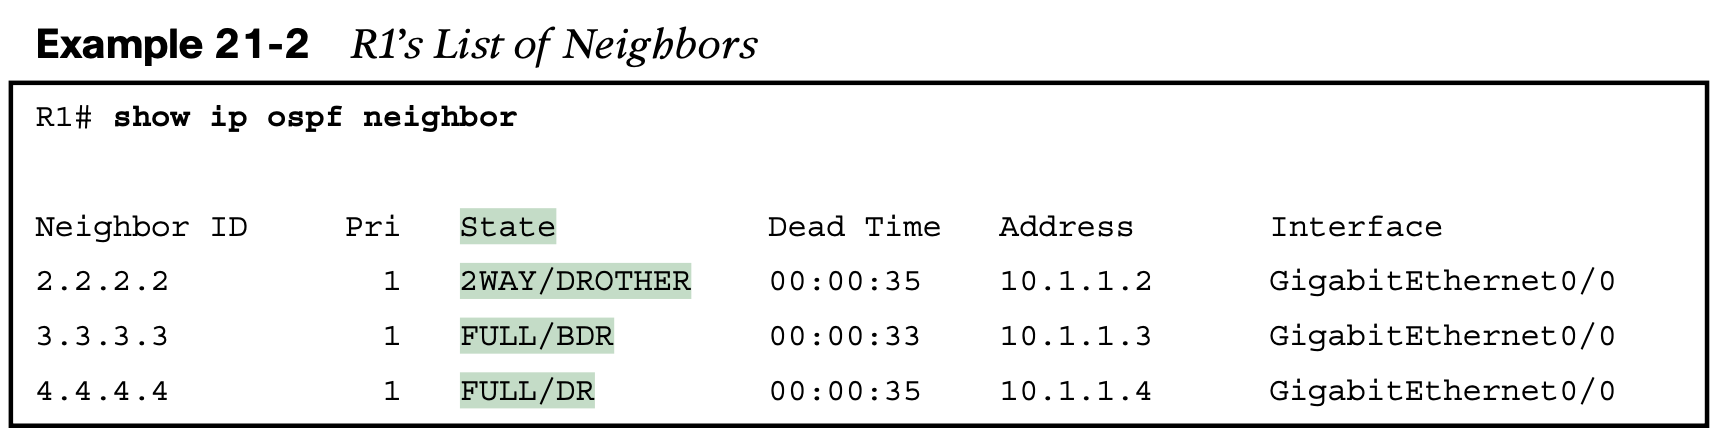 Example 21-2 R1’s List of Neighbors
R1# show ip ospf neighbor
Neighbor ID Pri State Dead Time Address Interface
2.2.2.2 1 2WAY/DROTHER 00:00:35 10.1.1.2 GigabitEthernet0/0
3.3.3.3 1 FULL/BDR 00:00:33 10.1.1.3 GigabitEthernet0/0
4.4.4.4 1 FULL/DR 00:00:35 10.1.1.4 GigabitEthernet0/0